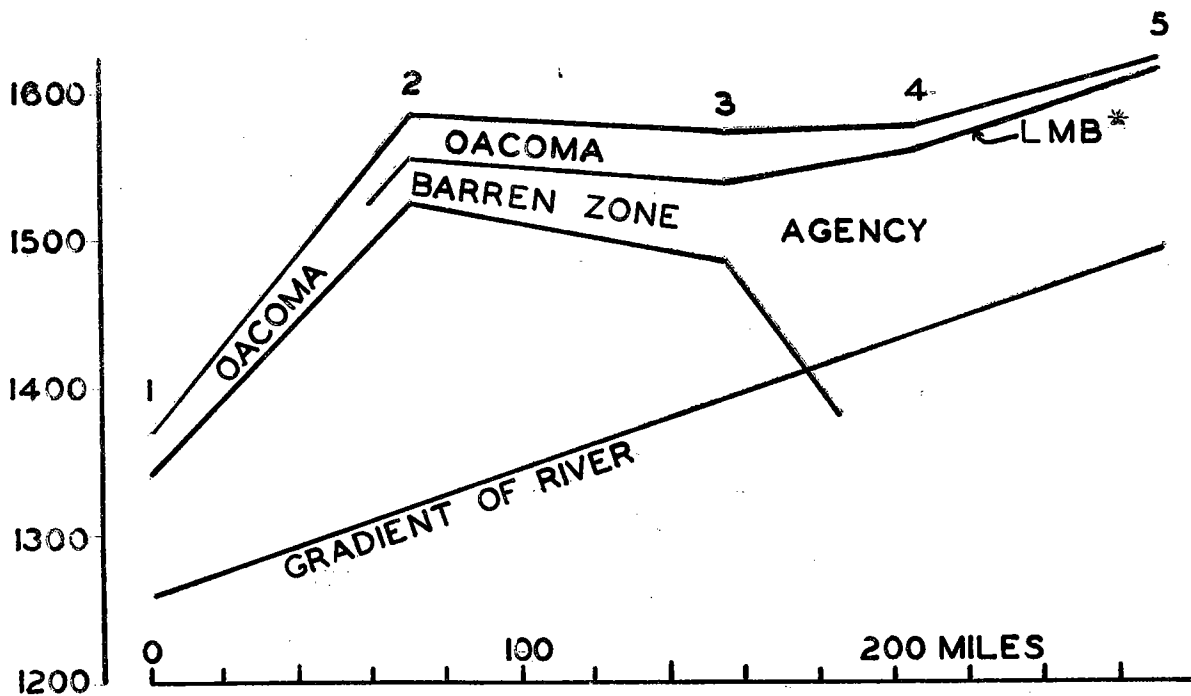 5
1600
2
3
4
OACOMA
LMB*
BARREN ZONE
1500
AGENCY
OACOMA
1400
1
GRADIENT OF RIVER
1300
0
100
200 MILES
1200